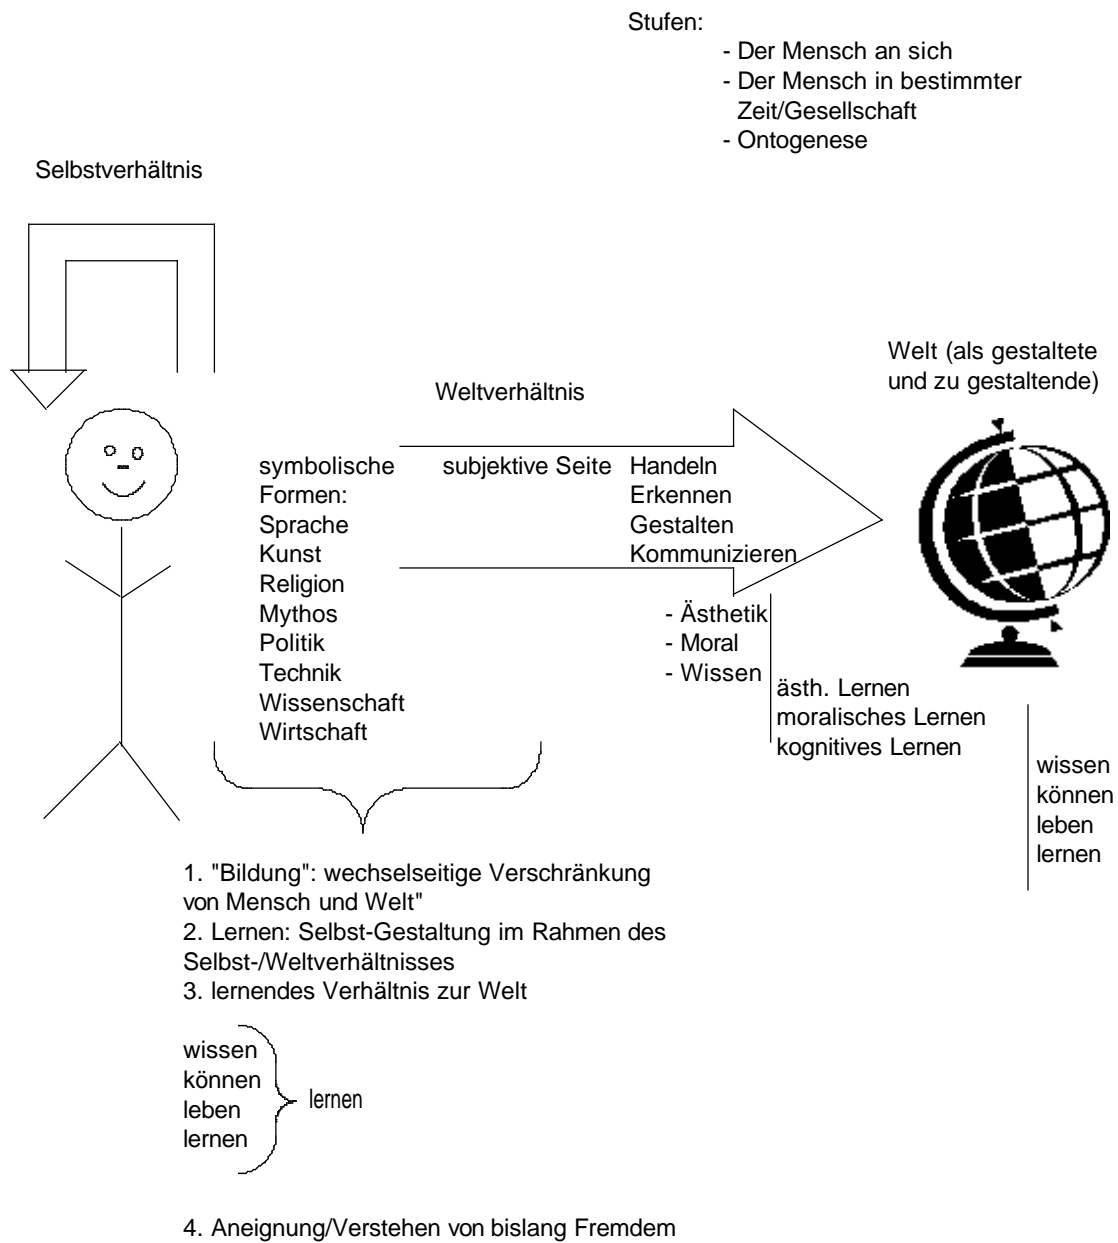 Stufen:
- Der Mensch an sich
- Der Mensch in bestimmter
Zeit/Gesellschaft
- Ontogenese
Selbstverhältnis
Welt (als gestaltete
und zu gestaltende)
Weltverhältnis
symbolische
Formen:
Sprache
Kunst
Religion
Mythos
Politik
Technik
Wissenschaft
Wirtschaft
subjektive Seite
Handeln
Erkennen
Gestalten
Kommunizieren
- Ästhetik
- Moral
- Wissen
ästh. Lernen
moralisches Lernen
kognitives Lernen
wissen
können
leben
lernen
1. "Bildung": wechselseitige Verschränkung
von Mensch und Welt"
2. Lernen: Selbst-Gestaltung im Rahmen des
Selbst-/Weltverhältnisses
3. lernendes Verhältnis zur Welt
wissen
können
leben
lernen
lernen
4. Aneignung/Verstehen von bislang Fremdem